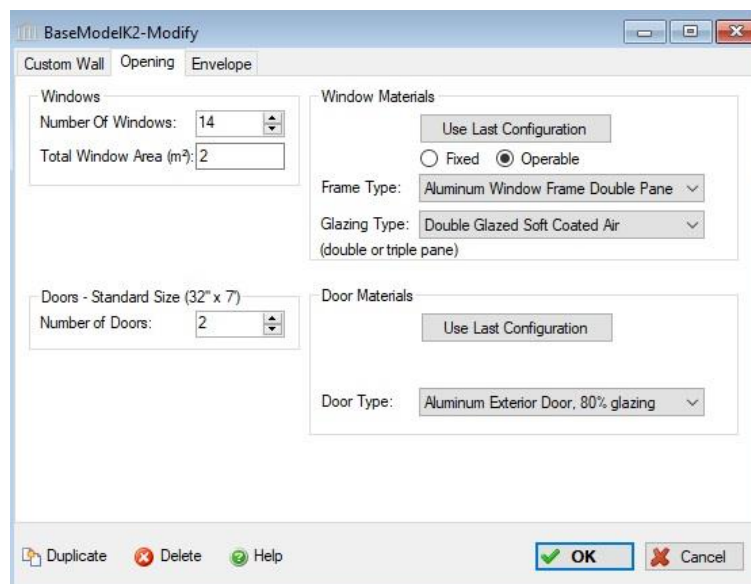 BaseModelK2-Modify
Custom Wall Opening Envelope
Windows
Number Of Windows: 14
Total Window Area (m²): 2
Window Materials
Use Last Configuration
Fixed Operable
Frame Type: Aluminum Window Frame Double Pane
Glazing Type: Double Glazed Soft Coated Air
(double or triple pane)
Doors - Standard Size (32" x 7')
Number of Doors: 2
Door Materials
Use Last Configuration
Door Type: Aluminum Exterior Door, 80% glazing
Duplicate Delete Help OK Cancel